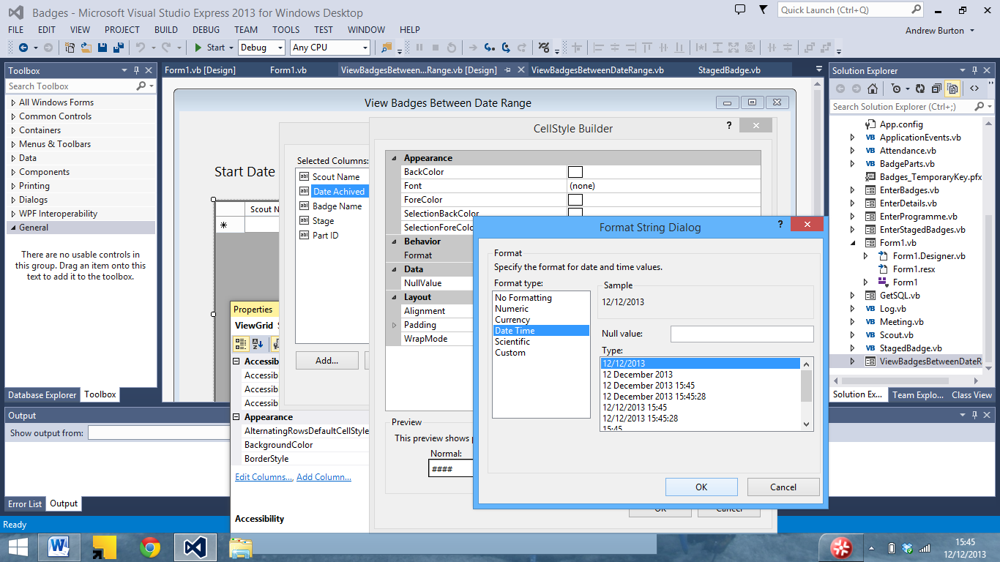 Badges - Microsoft Visual Studio Express 2013 for Windows Desktop
Quick Launch (Ctrl+Q)
FILE EDIT VIEW PROJECT BUILD DEBUG TEAM TOOLS TEST WINDOW HELP
Andrew Burton
Start Debug Any CPU
Toolbox
Search Toolbox
All Windows Forms
Common Controls
Containers
Menus & Toolbars
Data
Components
Printing
Dialogs
WPF Interoperability
General
There are no usable controls in
this group. Drag an item onto this
text to add it to the toolbox.
Database Explorer Toolbox
Form1.vb [Design] Form1.vb ViewBadgesBetween...Range.vb [Design] ViewBadgesBetweenDateRange.vb StagedBadge.vb
View Badges Between Date Range
Start Date
Scout N
Selected Columns:
Scout Name
Date Achived
Badge Name
Stage
Part ID
Add...
CellStyle Builder
Appearance
BackColor
Font (none)
ForeColor
SelectionBackColor
SelectionForeColo
Behavior
Format
Data
NullValue
Layout
Alignment
Padding
WrapMode
Preview
This preview shows p
Normal:
####
OK Cancel
Format String Dialog
Format
Specify the format for date and time values.
Format type:
No Formatting
Numeric
Currency
Date Time
Scientific
Custom
Sample
12/12/2013
Null value:
Type:
12/12/2013
12 December 2013
12 December 2013 15:45
12 December 2013 15:45:28
12/12/2013 15:45
12/12/2013 15:45:28
15:45
OK Cancel
Properties
ViewGrid S
Accessibi
Accessib
Accessib
Accessib
Appearance
AlternatingRowsDefaultCellStyle
BackgroundColor
BorderStyle
Edit Columns..., Add Column...
Accessibility
Solution Explorer
Search Solution Explorer (Ctrl+;)
App.config
ApplicationEvents.vb
Attendance.vb
BadgeParts.vb
Badges_TemporaryKey.pfx
EnterBadges.vb
EnterDetails.vb
EnterProgramme.vb
EnterStagedBadges.vb
Form1.vb
Form1.Designer.vb
Form1.resx
Form1
GetSQL.vb
Log.vb
Meeting.vb
Scout.vb
StagedBadge.vb
ViewBadgesBetweenDateR
Solution Ex... Team Explo... Class View
Output
Show output from:
Error List Output
Ready
15:45
12/12/2013